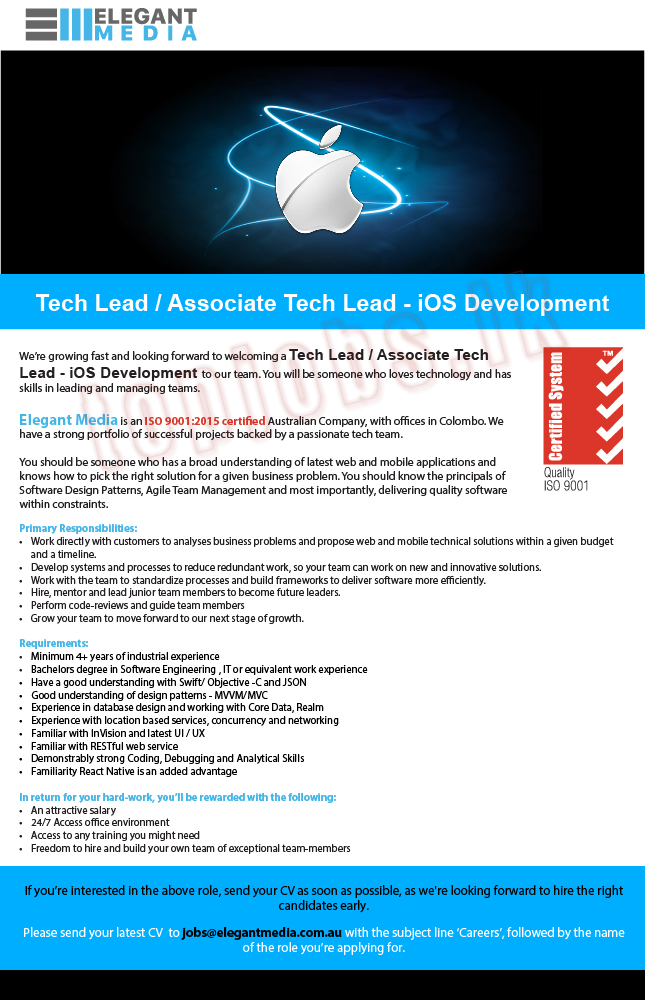 ELEGANT
MEDIA
Tech Lead / Associate Tech Lead - iOS Development
We're growing fast and looking forward to welcoming a Tech Lead / Associate Tech
Lead - iOS Development to our team. You will be someone who loves technology and has
skills in leading and managing teams.
Elegant Media is an ISO 9001:2015 certified Australian Company, with offices in Colombo. We
have a strong portfolio of successful projects backed by a passionate tech team.
You should be someone who has a broad understanding of latest web and mobile applications and
knows how to pick the right solution for a given business problem. You should know the principals of
Software Design Patterns, Agile Team Management and most importantly, delivering quality software
within constraints.
Certified System
TM
Quality
ISO 9001
topjobs.lk
Primary Responsibilities:
• Work directly with customers to analyses business problems and propose web and mobile technical solutions within a given budget
and a timeline.
• Develop systems and processes to reduce redundant work, so your team can work on new and innovative solutions.
• Work with the team to standardize processes and build frameworks to deliver software more efficiently.
• Hire, mentor and lead junior team members to become future leaders.
• Perform code-reviews and guide team members
• Grow your team to move forward to our next stage of growth.
Requirements:
• Minimum 4+ years of industrial experience
• Bachelors degree in Software Engineering , IT or equivalent work experience
• Have a good understanding with Swift/ Objective -C and JSON
• Good understanding of design patterns - MVVM/MVC
• Experience in database design and working with Core Data, Realm
• Experience with location based services, concurrency and networking
• Familiar with InVision and latest UI / UX
• Familiar with RESTful web service
• Demonstrably strong Coding, Debugging and Analytical Skills
• Familiarity React Native is an added advantage
In return for your hard-work, you'll be rewarded with the following:
• An attractive salary
• 24/7 Access office environment
• Access to any training you might need
• Freedom to hire and build your own team of exceptional team-members
If you're interested in the above role, send your CV as soon as possible, as we're looking forward to hire the right
candidates early.
Please send your latest CV to jobs@elegantmedia.com.au with the subject line 'Careers', followed by the name
of the role you're applying for.